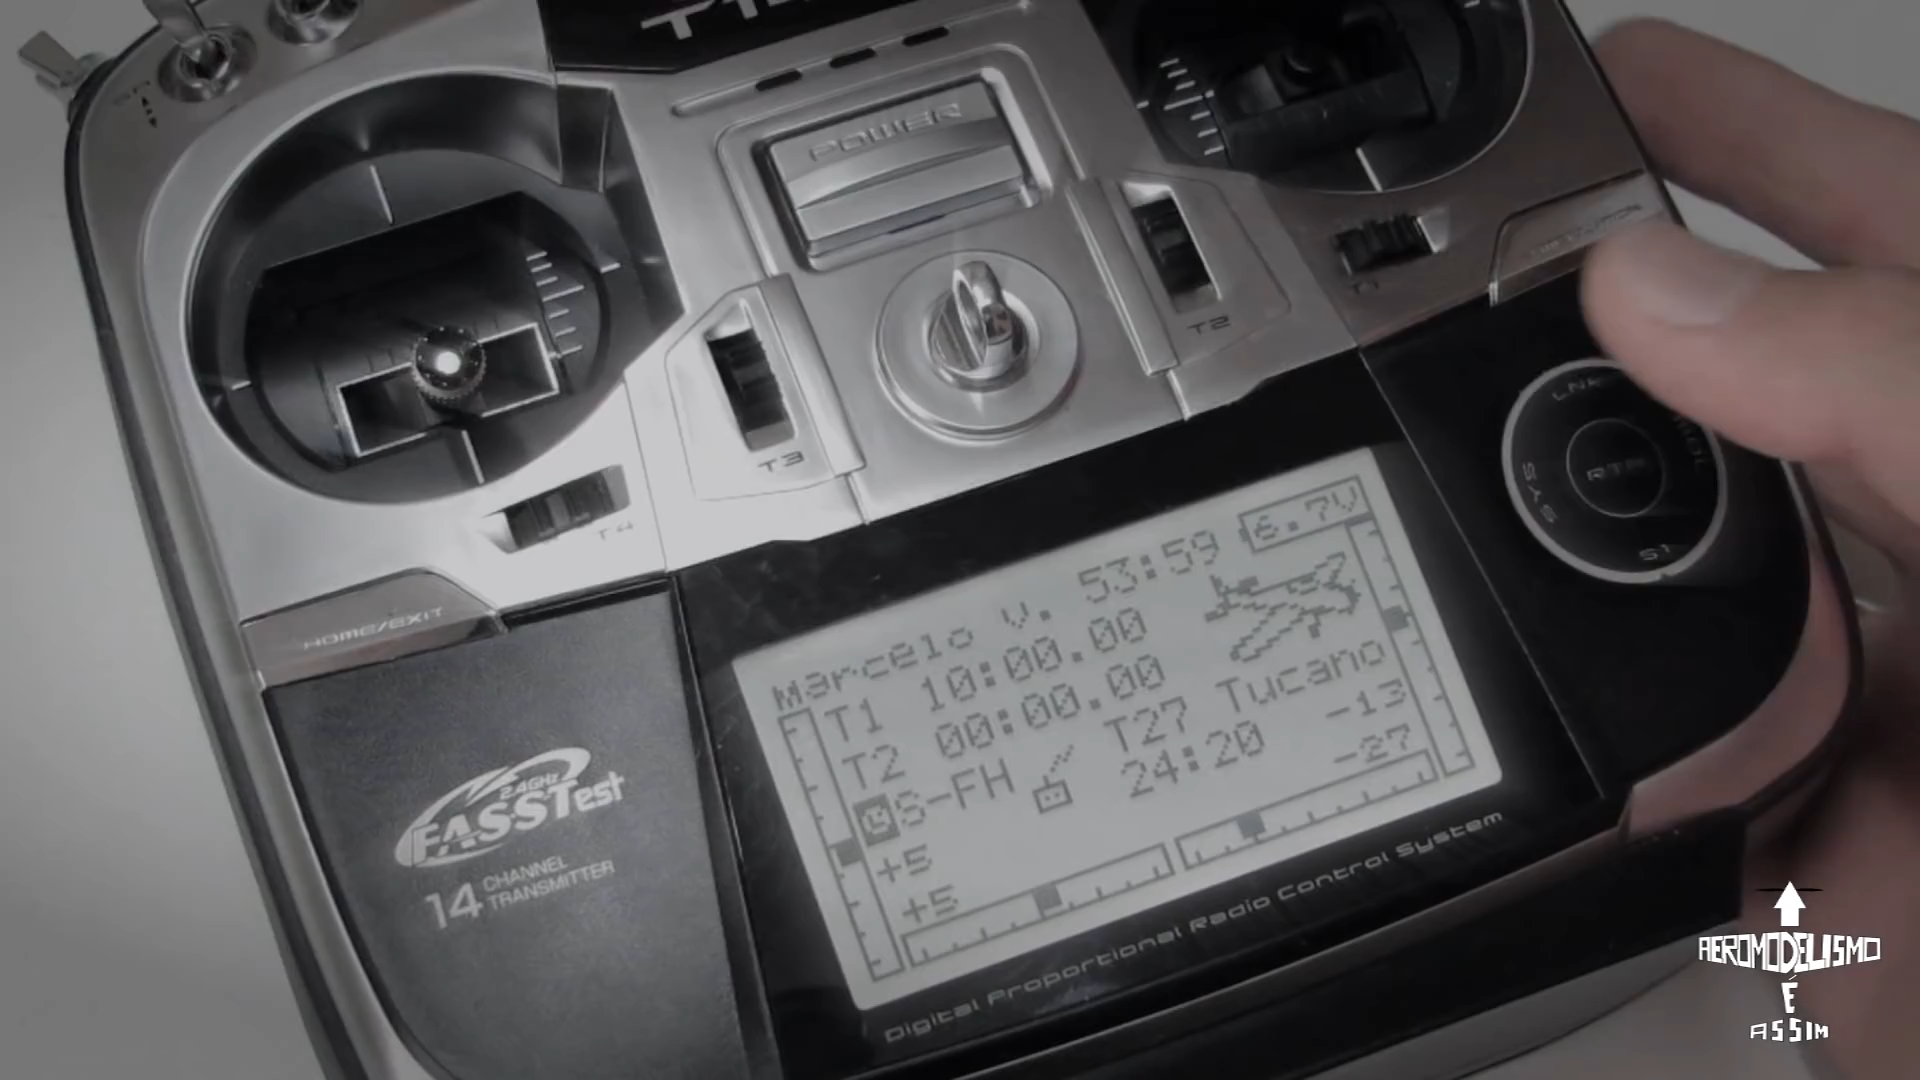 T1
POWER
T2
T3
T4
HOME/EXIT
LNK
RTN
SYS
S1
6.7V
Marcelo V. 53:59
T1 10:00.00
T2 00:00.00
S-FH T27 Tucano
24:20 -13
+5 -27
+5
2.4GHz
FASSTest
14 CHANNEL
TRANSMITTER
Digital Proportional Radio Control System
AEROMODELISMO
É
ASSIM